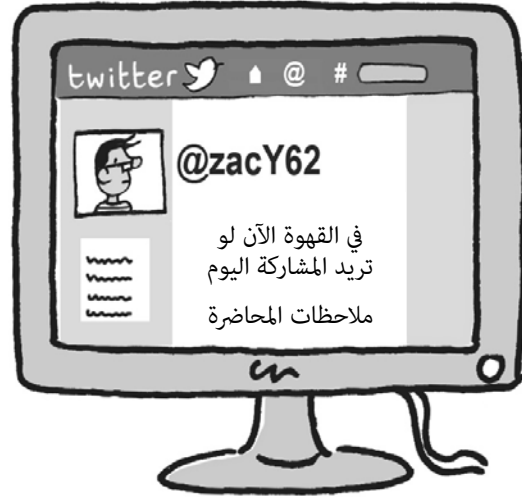 twitter @ #
@zacY62
في القهوة الآن لو
تريد المشاركة اليوم
ملاحظات المحاضرة